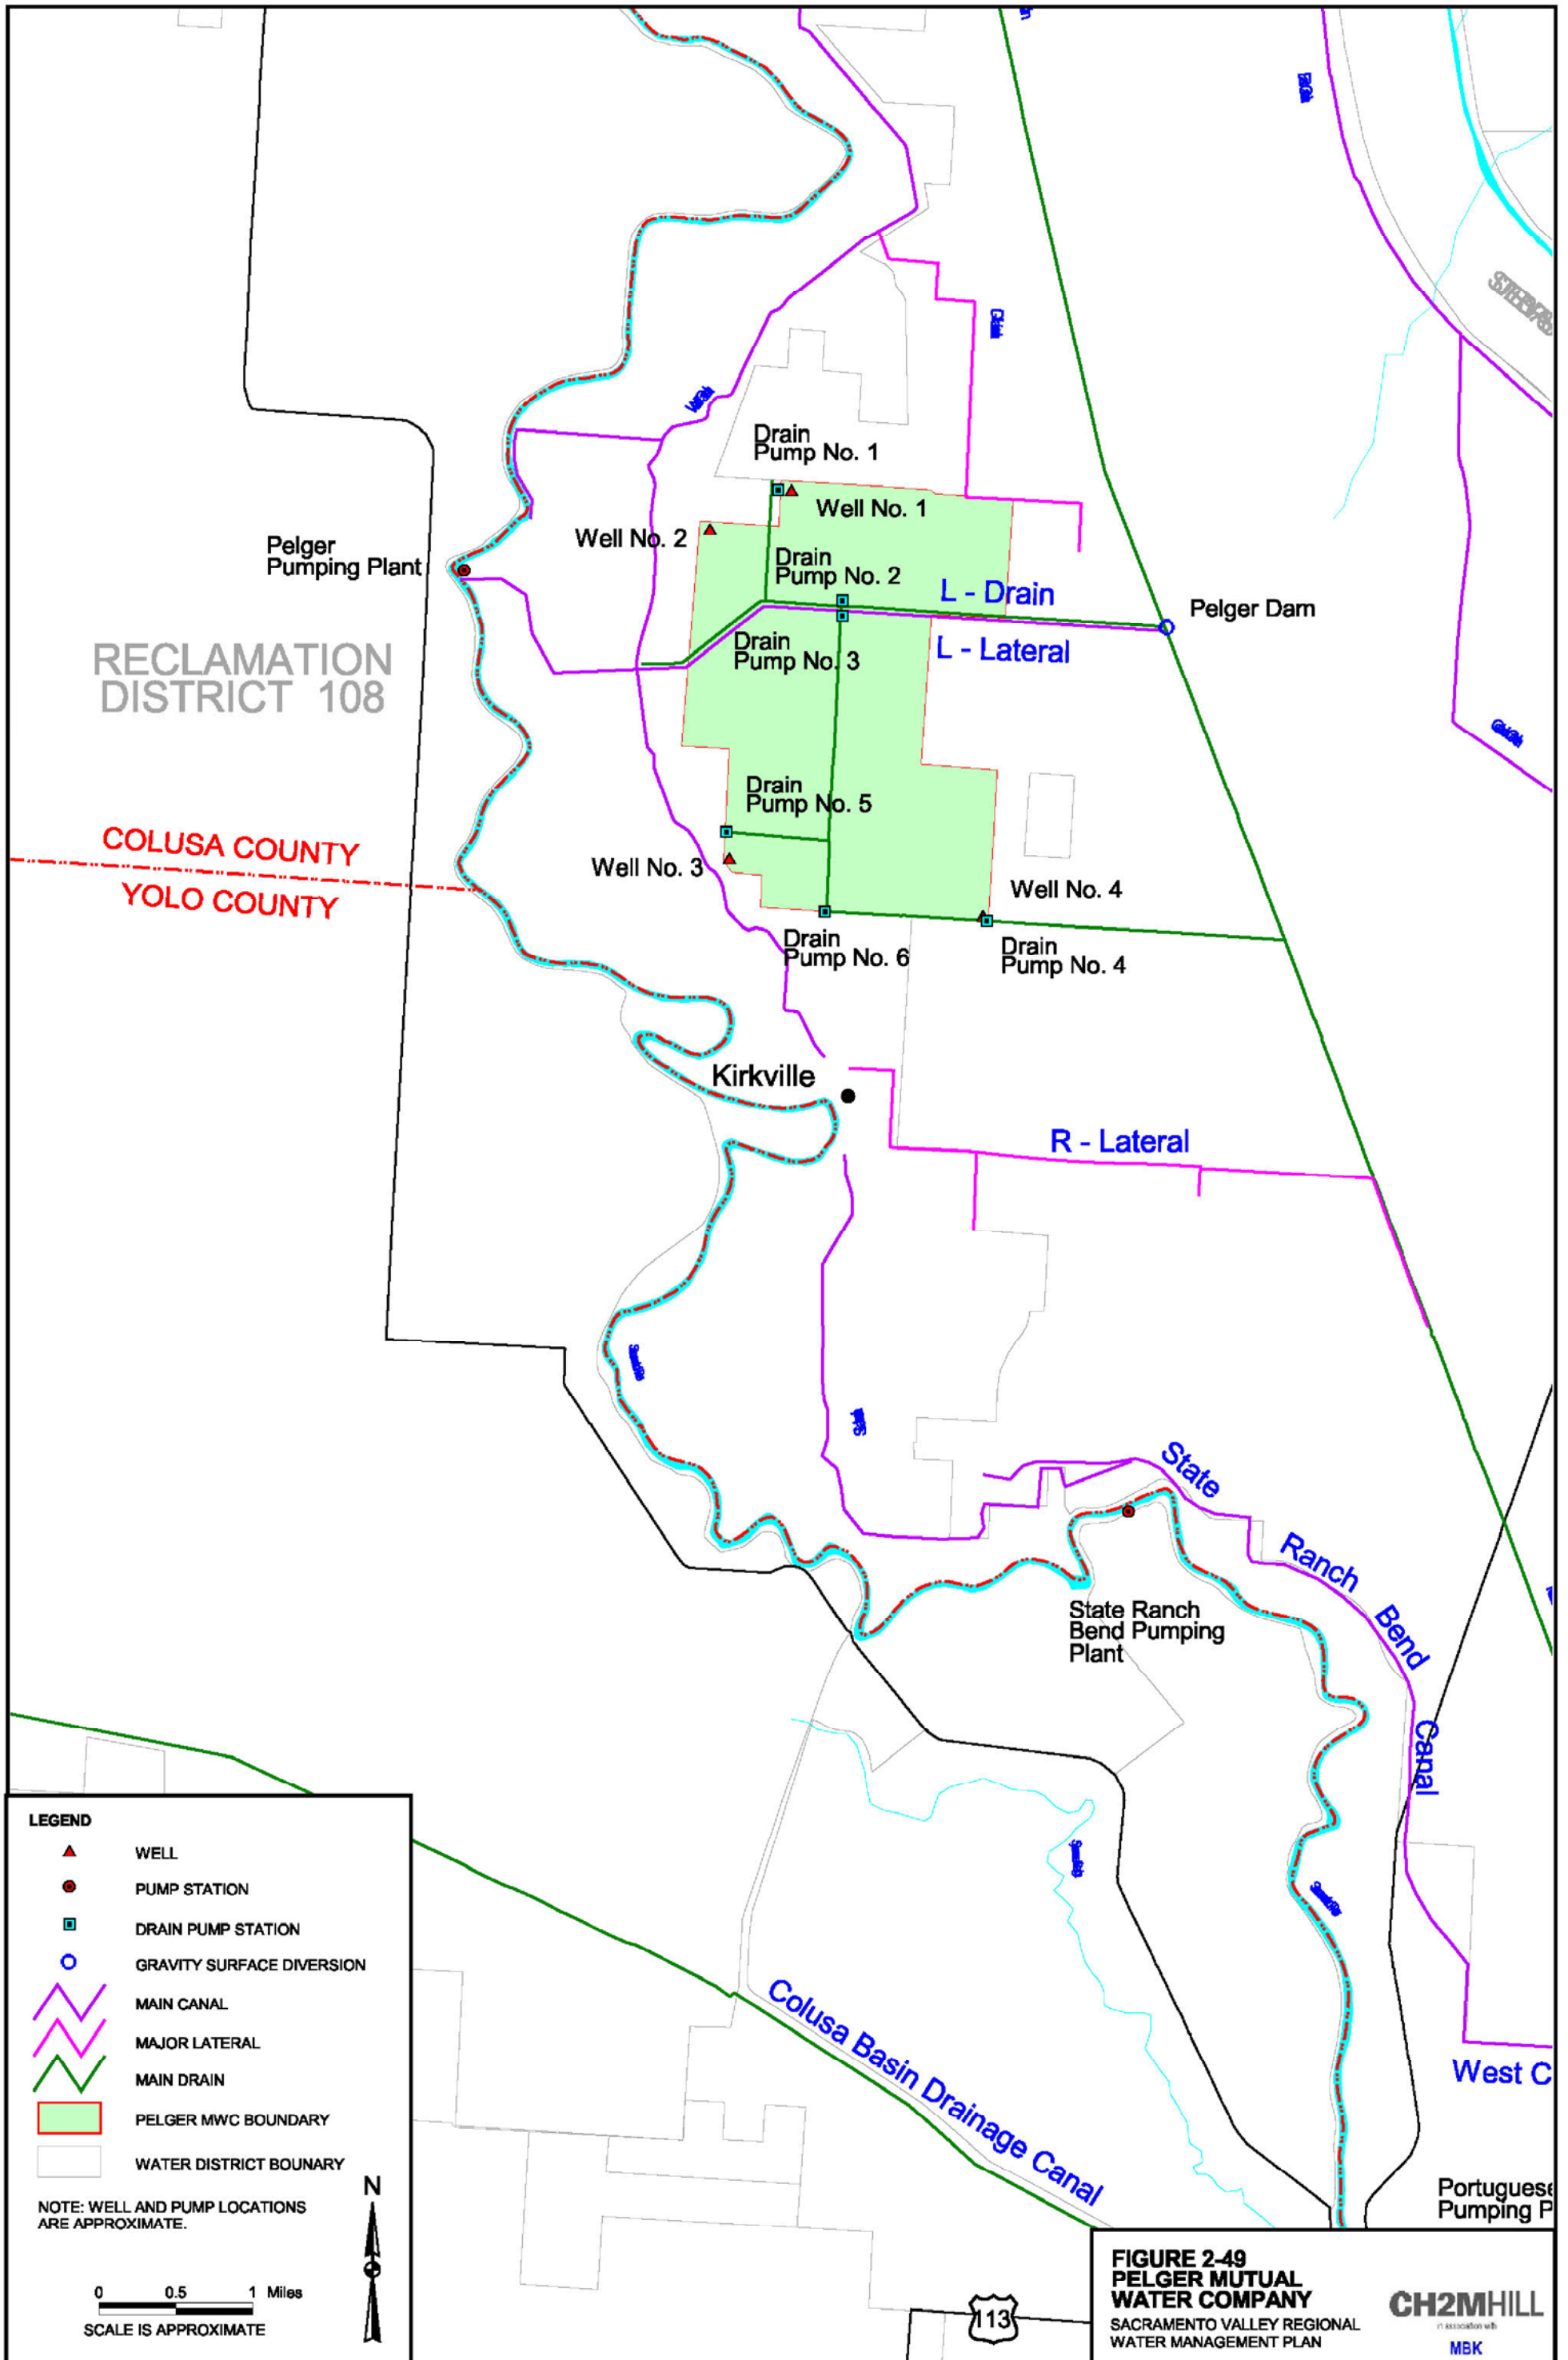 Drain
Pump No. 1
Well No. 1
Well No. 2
Pelger
Pumping Plant
Drain
Pump No. 2
L - Drain
Pelger Dam
L - Lateral
Drain
Pump No. 3
RECLAMATION
DISTRICT 108
Drain
Pump No. 5
COLUSA COUNTY
YOLO COUNTY
Well No. 3
Well No. 4
Drain
Pump No. 6
Drain
Pump No. 4
Kirkville
R - Lateral
State Ranch Bend Canal
State Ranch
Bend Pumping
Plant
Colusa Basin Drainage Canal
West C
Portuguese
Pumping P
113
LEGEND
WELL
PUMP STATION
DRAIN PUMP STATION
GRAVITY SURFACE DIVERSION
MAIN CANAL
MAJOR LATERAL
MAIN DRAIN
PELGER MWC BOUNDARY
WATER DISTRICT BOUNARY
NOTE: WELL AND PUMP LOCATIONS
ARE APPROXIMATE.
N
0 0.5 1 Miles
SCALE IS APPROXIMATE
FIGURE 2-49
PELGER MUTUAL
WATER COMPANY
SACRAMENTO VALLEY REGIONAL
WATER MANAGEMENT PLAN
CH2MHILL
in association with
MBK